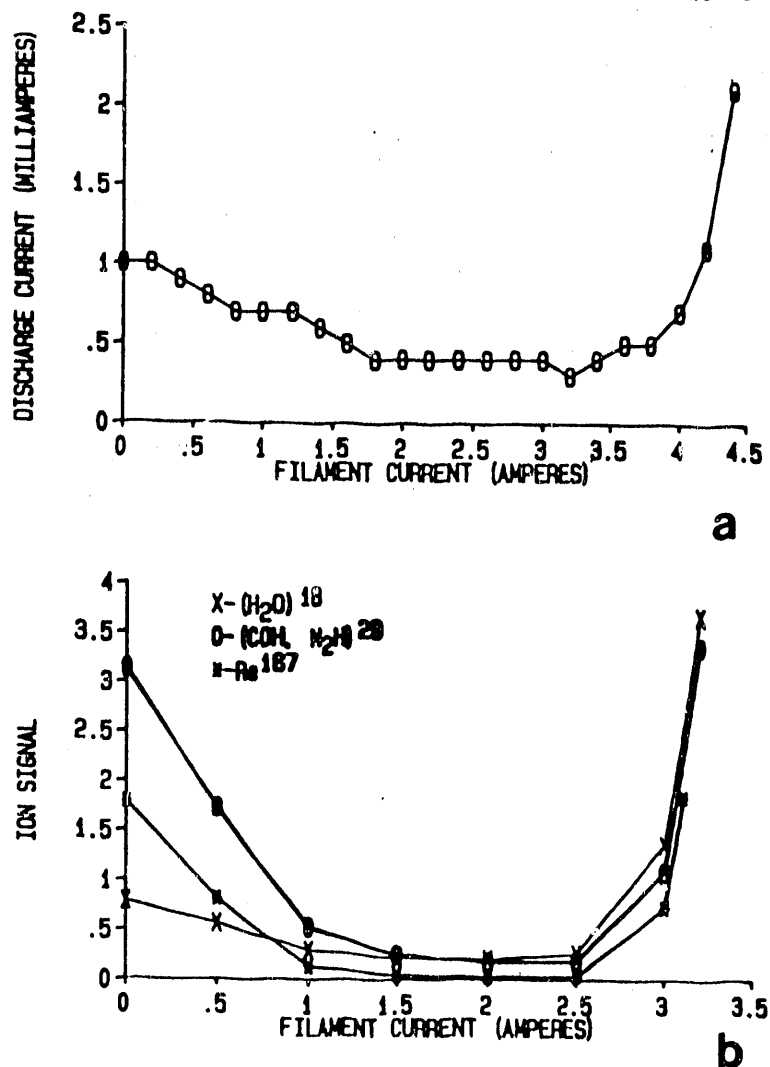 DISCHARGE CURRENT (MILLIAMPERES)
2.5
2
1.5
1
.5
0
0 .5 1 1.5 2 2.5 3 3.5 4 4.5
FILAMENT CURRENT (AMPERES)
a
ION SIGNAL
4
3.5
3
2.5
2
1.5
1
.5
0
X-(H₂O) 18
O-(COH, N₂H)
187
0 .5 1 1.5 2 2.5 3 3.5
FILAMENT CURRENT (AMPERES)
b